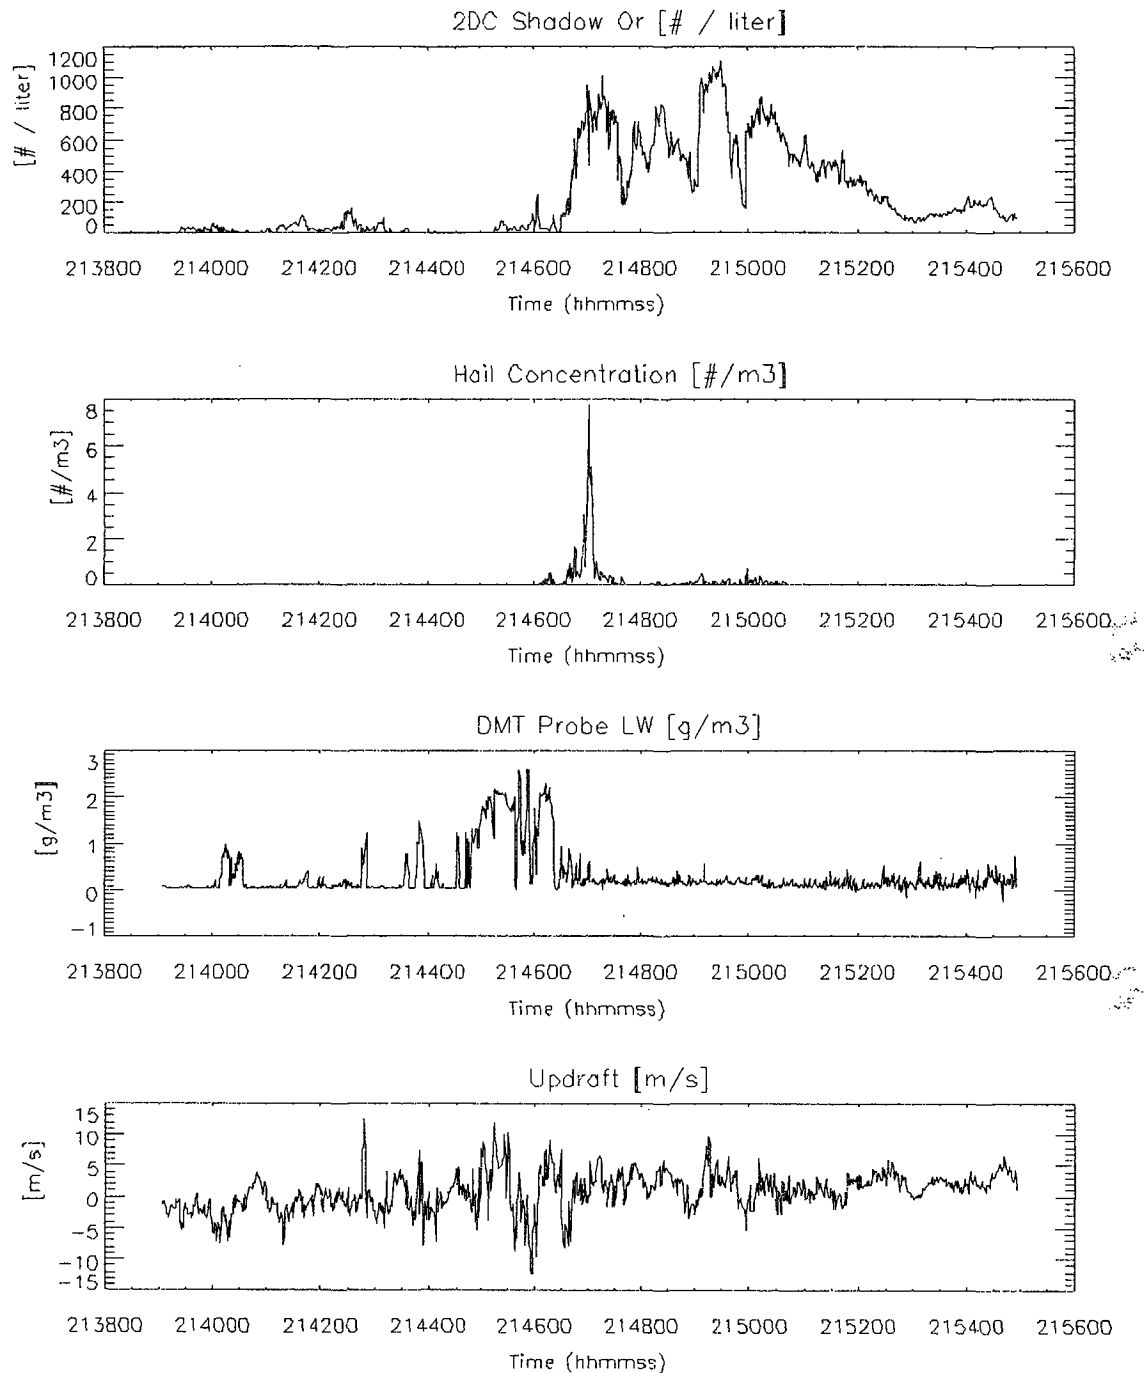 2DC Shadow Or [# / liter]
[# / liter]
1200
1000
800
600
400
200
0
213800 214000 214200 214400 214600 214800 215000 215200 215400 215600
Time (hhmmss)
Hail Concentration [#/m3]
[#/m3]
8
6
4
2
0
213800 214000 214200 214400 214600 214800 215000 215200 215400 215600
Time (hhmmss)
DMT Probe LW [g/m3]
[g/m3]
3
2
1
0
-1
213800 214000 214200 214400 214600 214800 215000 215200 215400 215600
Time (hhmmss)
Updraft [m/s]
[m/s]
15
10
5
0
-5
-10
-15
213800 214000 214200 214400 214600 214800 215000 215200 215400 215600
Time (hhmmss)